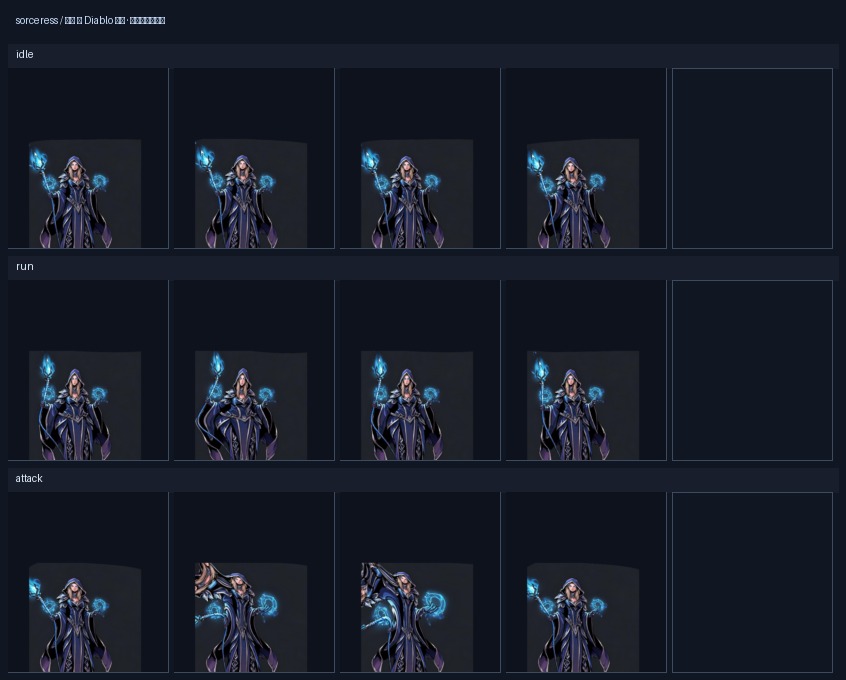 sorceress / Diablo ·
idle
run
attack